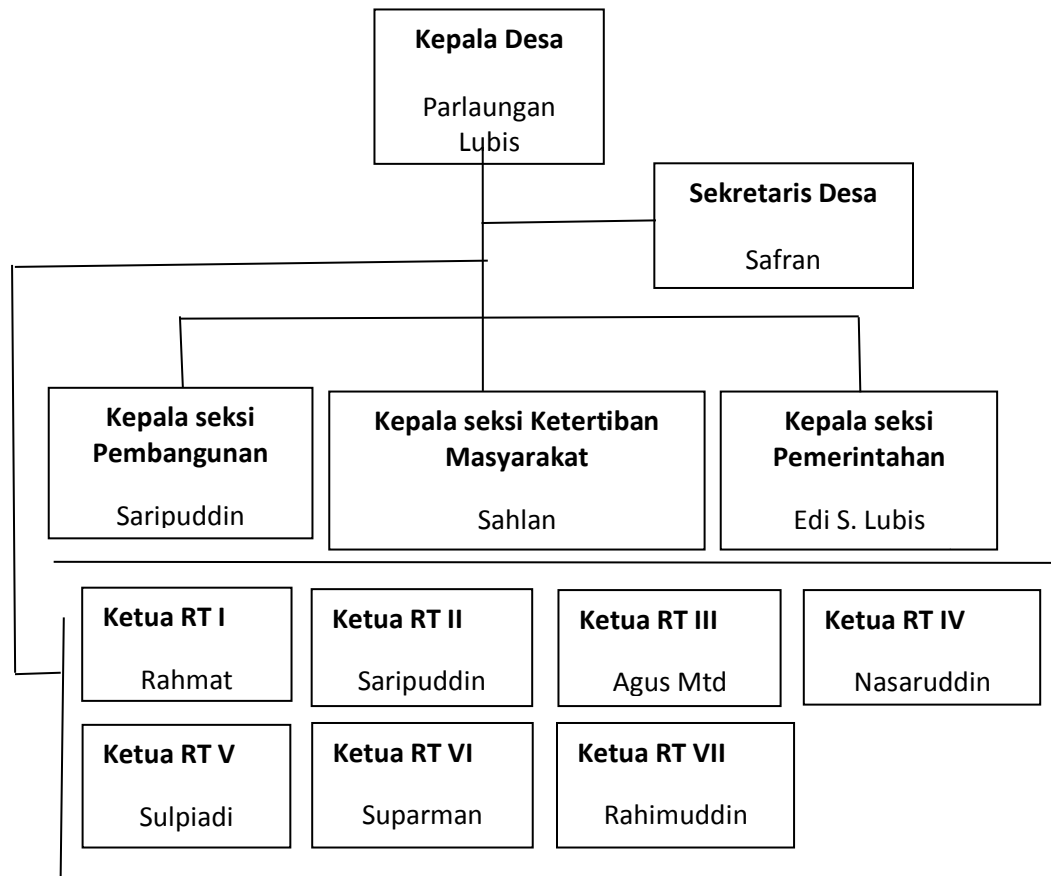 Kepala Desa
Parlaungan
Lubis
Sekretaris Desa
Safran
Kepala seksi
Pembangunan
Saripuddin
Kepala seksi Ketertiban
Masyarakat
Sahlan
Kepala seksi
Pemerintahan
Edi S. Lubis
Ketua RT I
Rahmat
Ketua RT II
Saripuddin
Ketua RT III
Agus Mtd
Ketua RT IV
Nasaruddin
Ketua RT V
Sulpiadi
Ketua RT VI
Suparman
Ketua RT VII
Rahimuddin